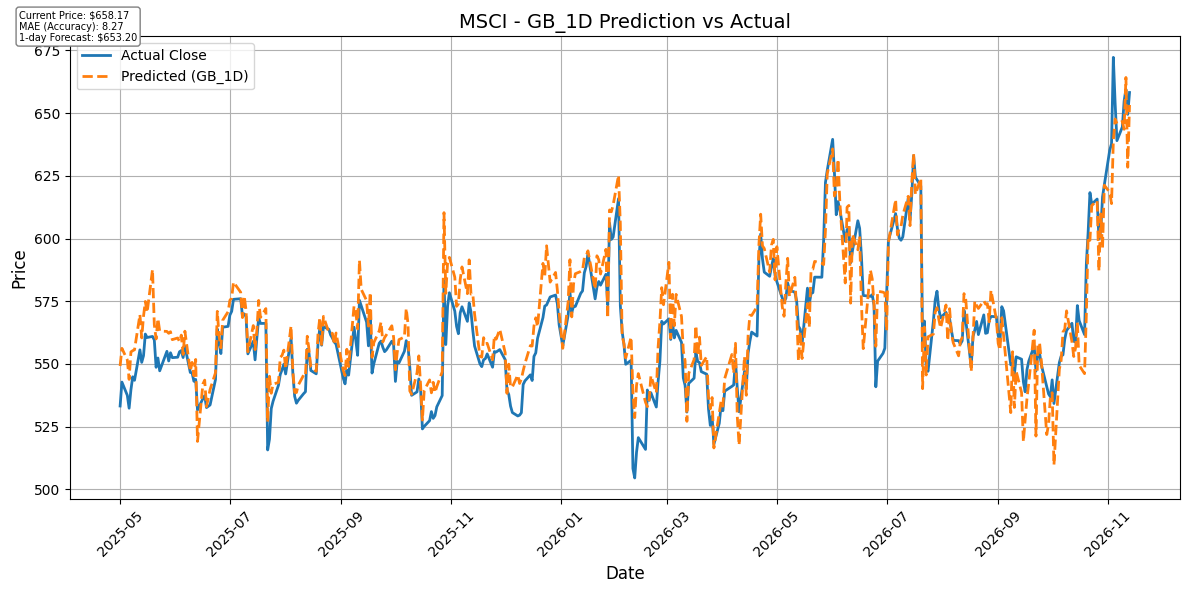 MSCI - GB_1D Prediction vs Actual
Current Price: $658.17
MAE (Accuracy): 8.27
1-day Forecast: $653.20
Actual Close
Predicted (GB_1D)
Price
675
650
625
600
575
550
525
500
2025-05
2025-07
2025-09
2025-11
2026-01
2026-03
2026-05
2026-07
2026-09
2026-11
Date